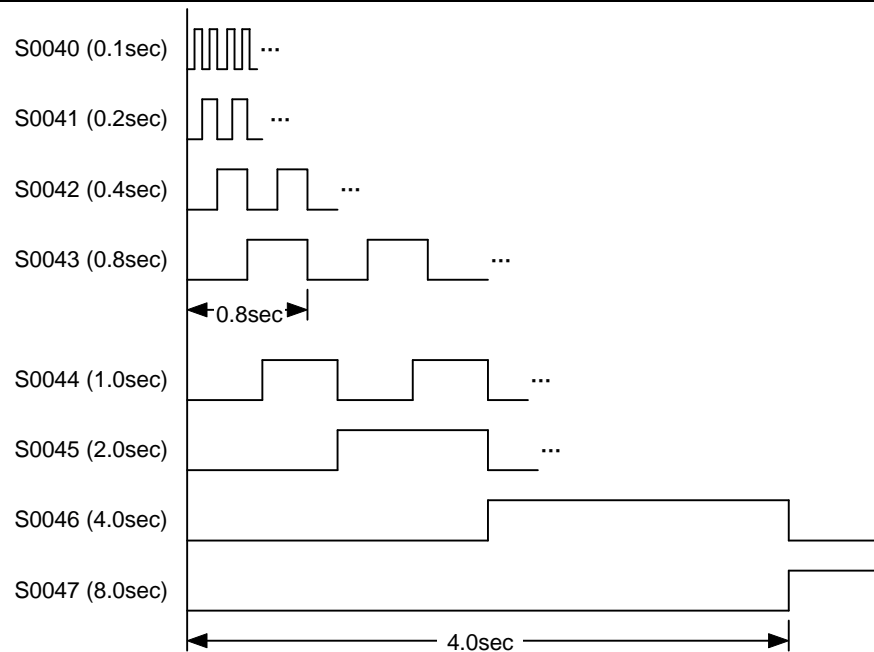 S0040 (0.1sec) ...
S0041 (0.2sec) ...
S0042 (0.4sec) ...
S0043 (0.8sec) ...
0.8sec
S0044 (1.0sec) ...
S0045 (2.0sec) ...
S0046 (4.0sec)
S0047 (8.0sec)
4.0sec